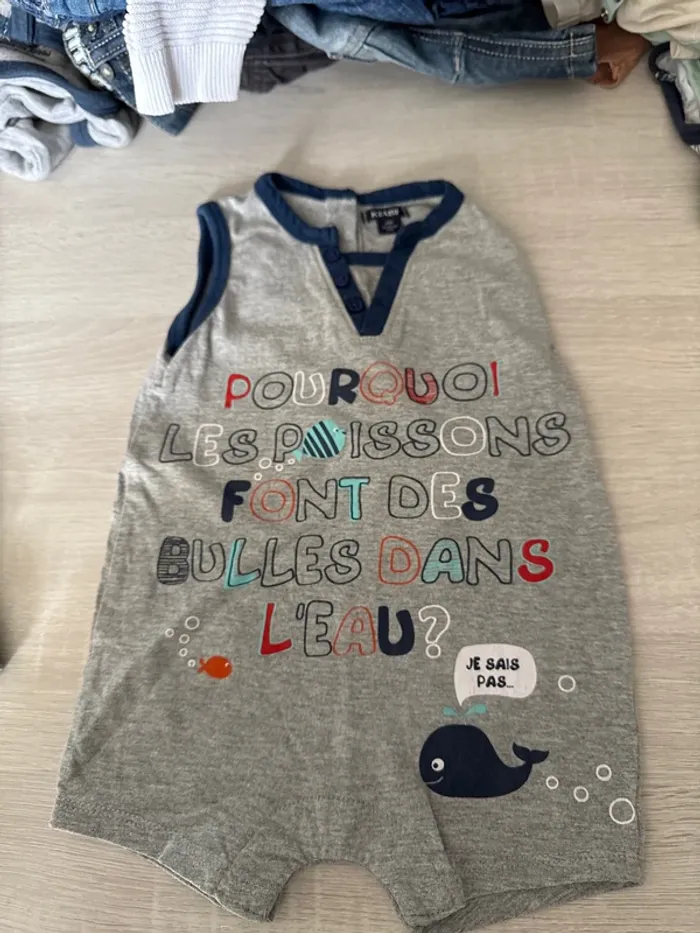 POURQUOI
LES POISSONS
FONT DES
BULLES DANS
L'EAU?
JE SAIS
PAS...